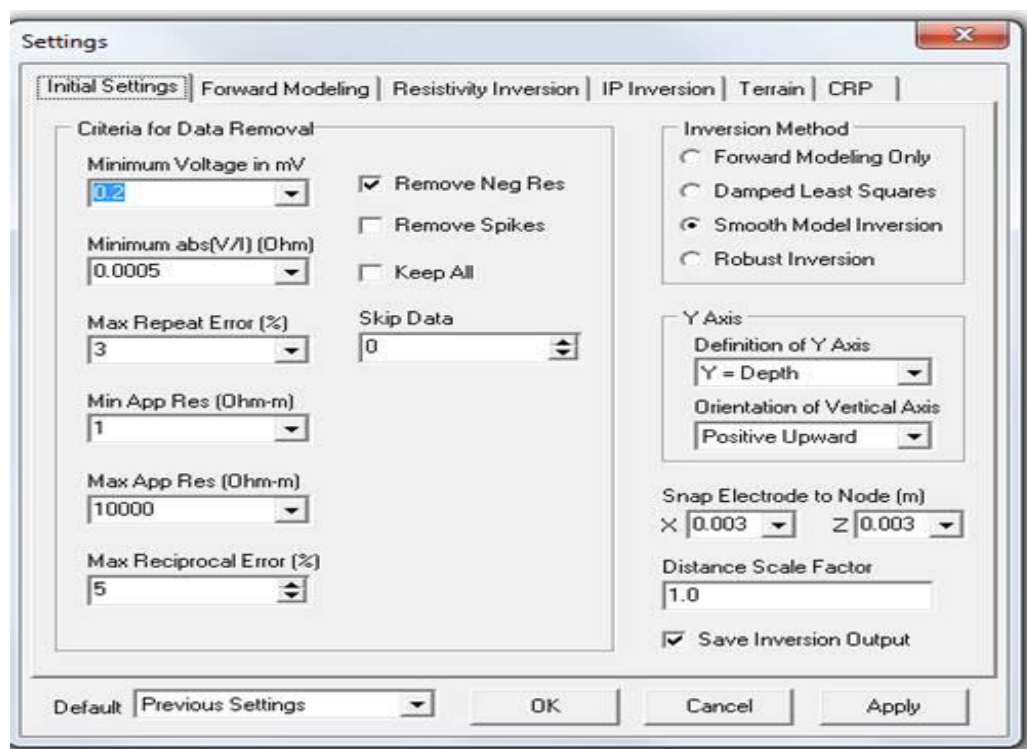 Settings
Initial Settings
Forward Modeling
Resistivity Inversion
IP Inversion
Terrain
CRP
Criteria for Data Removal
Minimum Voltage in mV
0.2
Minimum abs(V/I) (Ohm)
0.0005
Max Repeat Error (%)
3
Min App Res (Ohm-m)
1
Max App Res (Ohm-m)
10000
Max Reciprocal Error (%)
5
Remove Neg Res
Remove Spikes
Keep All
Skip Data
0
Inversion Method
Forward Modeling Only
Damped Least Squares
Smooth Model Inversion
Robust Inversion
Y Axis
Definition of Y Axis
Y = Depth
Orientation of Vertical Axis
Positive Upward
Snap Electrode to Node (m)
X 0.003 Z 0.003
Distance Scale Factor
1.0
Save Inversion Output
Default Previous Settings
OK
Cancel
Apply